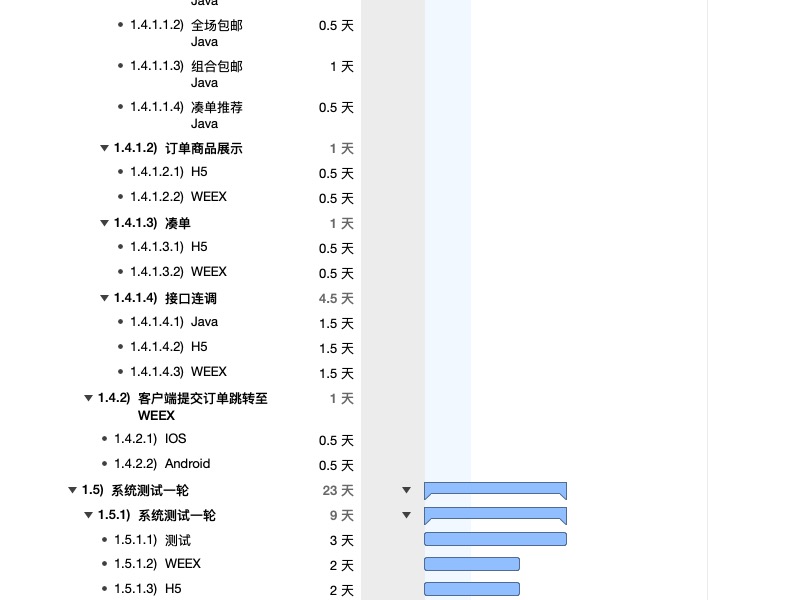 Java
1.4.1.1.2) 全场包邮 0.5 天
Java
1.4.1.1.3) 组合包邮 1 天
Java
1.4.1.1.4) 凑单推荐 0.5 天
Java
1.4.1.2) 订单商品展示 1 天
1.4.1.2.1) H5 0.5 天
1.4.1.2.2) WEEX 0.5 天
1.4.1.3) 凑单 1 天
1.4.1.3.1) H5 0.5 天
1.4.1.3.2) WEEX 0.5 天
1.4.1.4) 接口连调 4.5 天
1.4.1.4.1) Java 1.5 天
1.4.1.4.2) H5 1.5 天
1.4.1.4.3) WEEX 1.5 天
1.4.2) 客户端提交订单跳转至 1 天
WEEX
1.4.2.1) IOS 0.5 天
1.4.2.2) Android 0.5 天
1.5) 系统测试一轮 23 天
1.5.1) 系统测试一轮 9 天
1.5.1.1) 测试 3 天
1.5.1.2) WEEX 2 天
1.5.1.3) H5 2 天